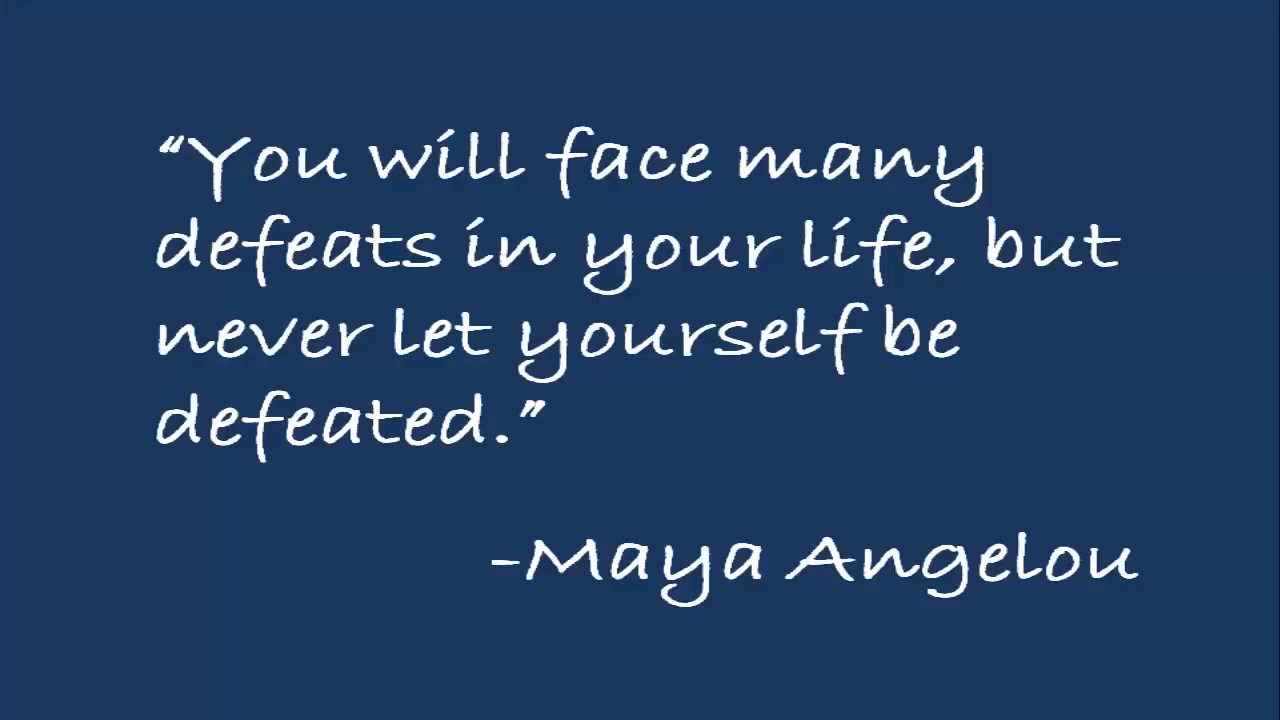 “You will face many
defeats in your life, but
never let yourself be
defeated.”
-Maya Angelou